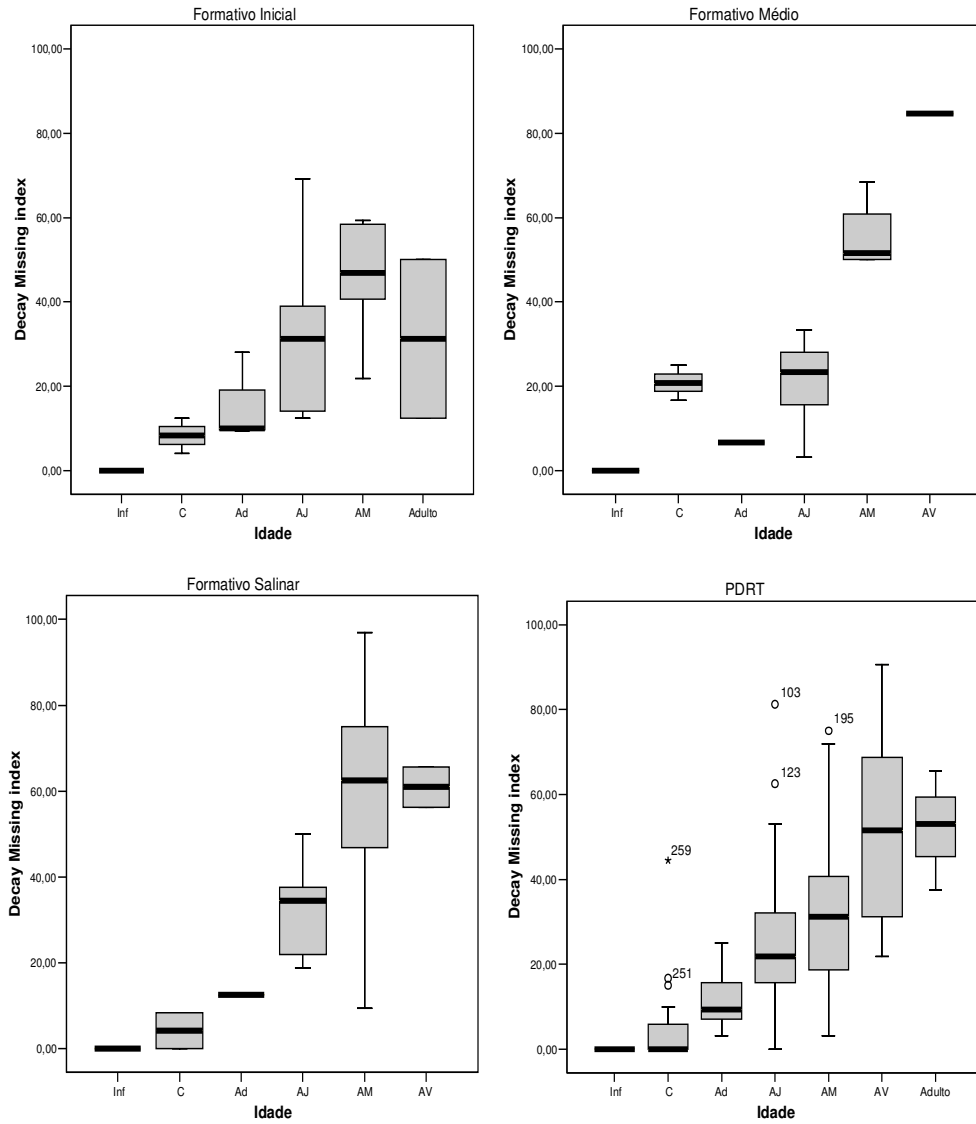 Formativo Inicial
100,00
80,00
60,00
40,00
20,00
0,00
Decay Missing index
Inf C Ad AJ AM Adulto
Idade
Formativo Médio
100,00
80,00
60,00
40,00
20,00
0,00
Decay Missing index
Inf C Ad AJ AM AV
Idade
Formativo Salinar
100,00
80,00
60,00
40,00
20,00
0,00
Decay Missing index
Inf C Ad AJ AM AV
Idade
PDRT
100,00
80,00
60,00
40,00
20,00
0,00
Decay Missing index
103
195
123
259
251
Inf C Ad AJ AM AV Adulto
Idade